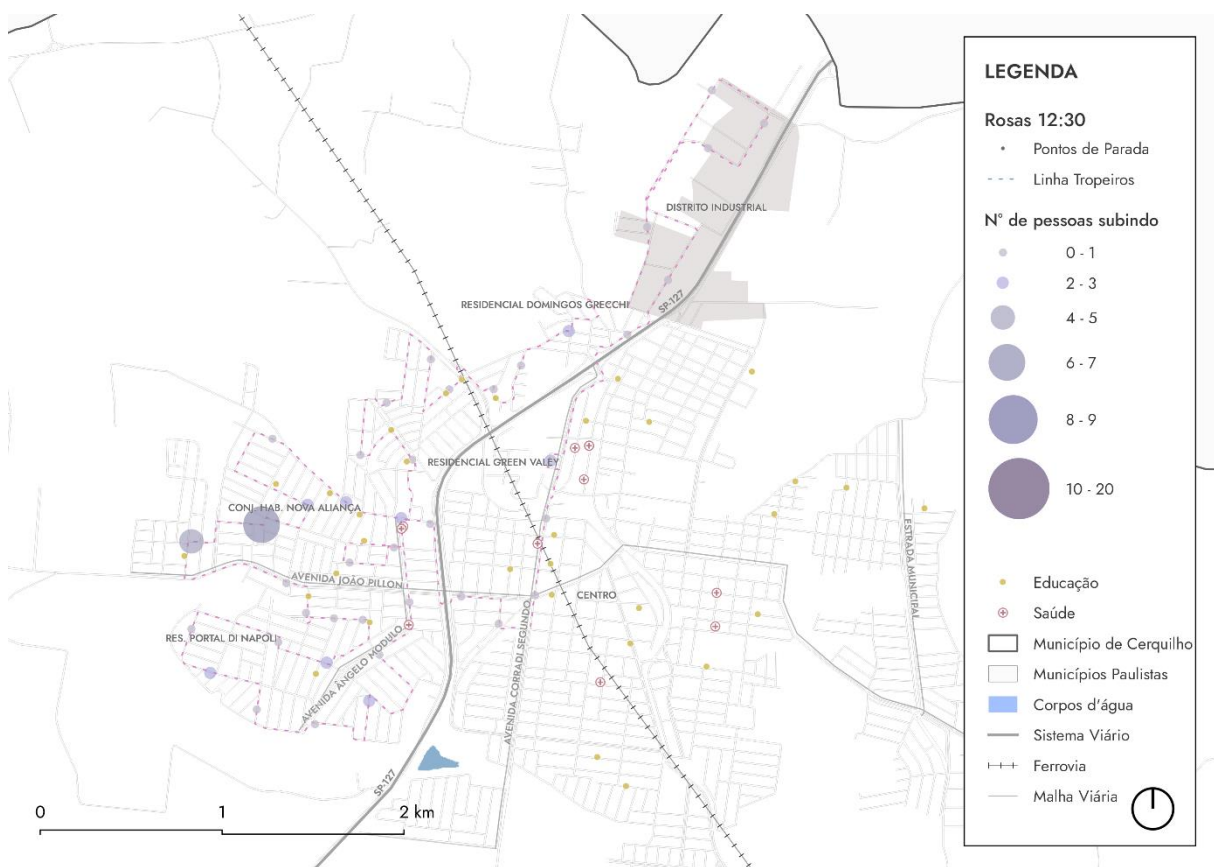 LEGENDA
Rosas 12:30
Pontos de Parada
Linha Tropeiros
N° de pessoas subindo
0 - 1
2 - 3
4 - 5
6 - 7
8 - 9
10 - 20
Educação
Saúde
Município de Cerquilho
Municípios Paulistas
Corpos d'água
Sistema Viário
Ferrovia
Malha Viária
DISTRITO INDUSTRIAL
RESIDENCIAL DOMINGOS GRECCHI
SP-127
RESIDENCIAL GREEN VALEY
CONJ. HAB. NOVA ALIANÇA
ESTRADA MUNICIPAL
AVENIDA JOÃO PILLON
CENTRO
RES. PORTAL DI NAPOLI
AVENIDA ÂNGELO MODULO
AVENIDA CORRADI SEGUNDO
SP-127
0 1 2 km